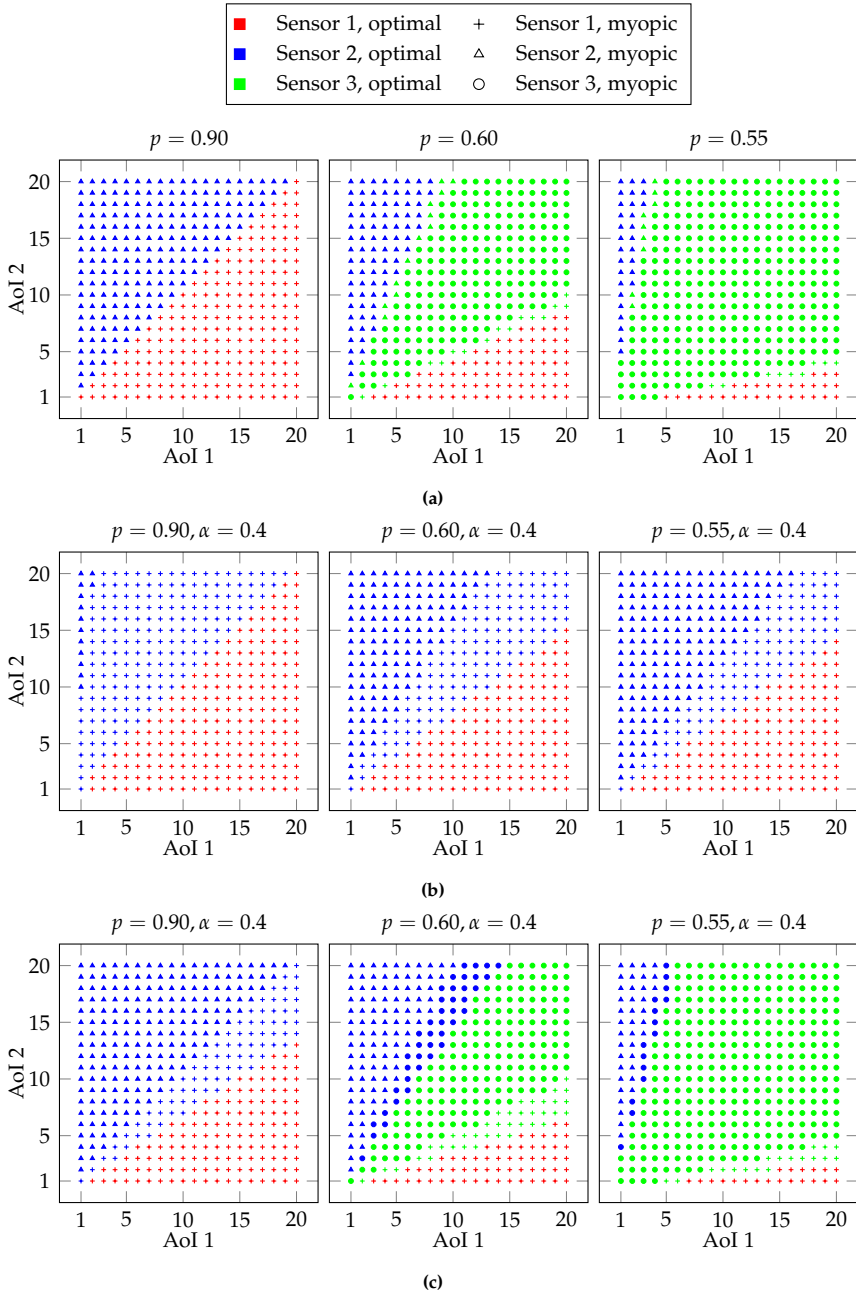 Sensor 1, optimal Sensor 1, myopic
Sensor 2, optimal Sensor 2, myopic
Sensor 3, optimal Sensor 3, myopic
p = 0.90 p = 0.60 p = 0.55
20
15
10
5
1
AoI 2
1 5 10 15 20 1 5 10 15 20 1 5 10 15 20
AoI 1 AoI 1 AoI 1
(a)
p = 0.90, α = 0.4 p = 0.60, α = 0.4 p = 0.55, α = 0.4
20
15
10
5
1
AoI 2
1 5 10 15 20 1 5 10 15 20 1 5 10 15 20
AoI 1 AoI 1 AoI 1
(b)
p = 0.90, α = 0.4 p = 0.60, α = 0.4 p = 0.55, α = 0.4
20
15
10
5
1
AoI 2
1 5 10 15 20 1 5 10 15 20 1 5 10 15 20
AoI 1 AoI 1 AoI 1
(c)